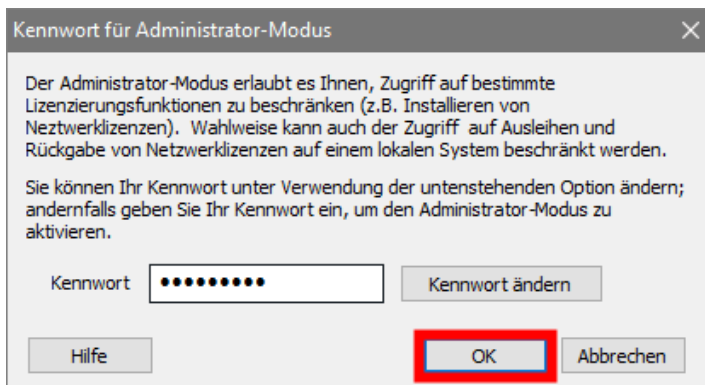 Kennwort für Administrator-Modus
Der Administrator-Modus erlaubt es Ihnen, Zugriff auf bestimmte
Lizenzierungsfunktionen zu beschränken (z.B. Installieren von
Neztwerklizenzen). Wahlweise kann auch der Zugriff auf Ausleihen und
Rückgabe von Netzwerklizenzen auf einem lokalen System beschränkt werden.
Sie können Ihr Kennwort unter Verwendung der untenstehenden Option ändern;
andernfalls geben Sie Ihr Kennwort ein, um den Administrator-Modus zu
aktivieren.
Kennwort ●●●●●●●●● Kennwort ändern
Hilfe OK Abbrechen